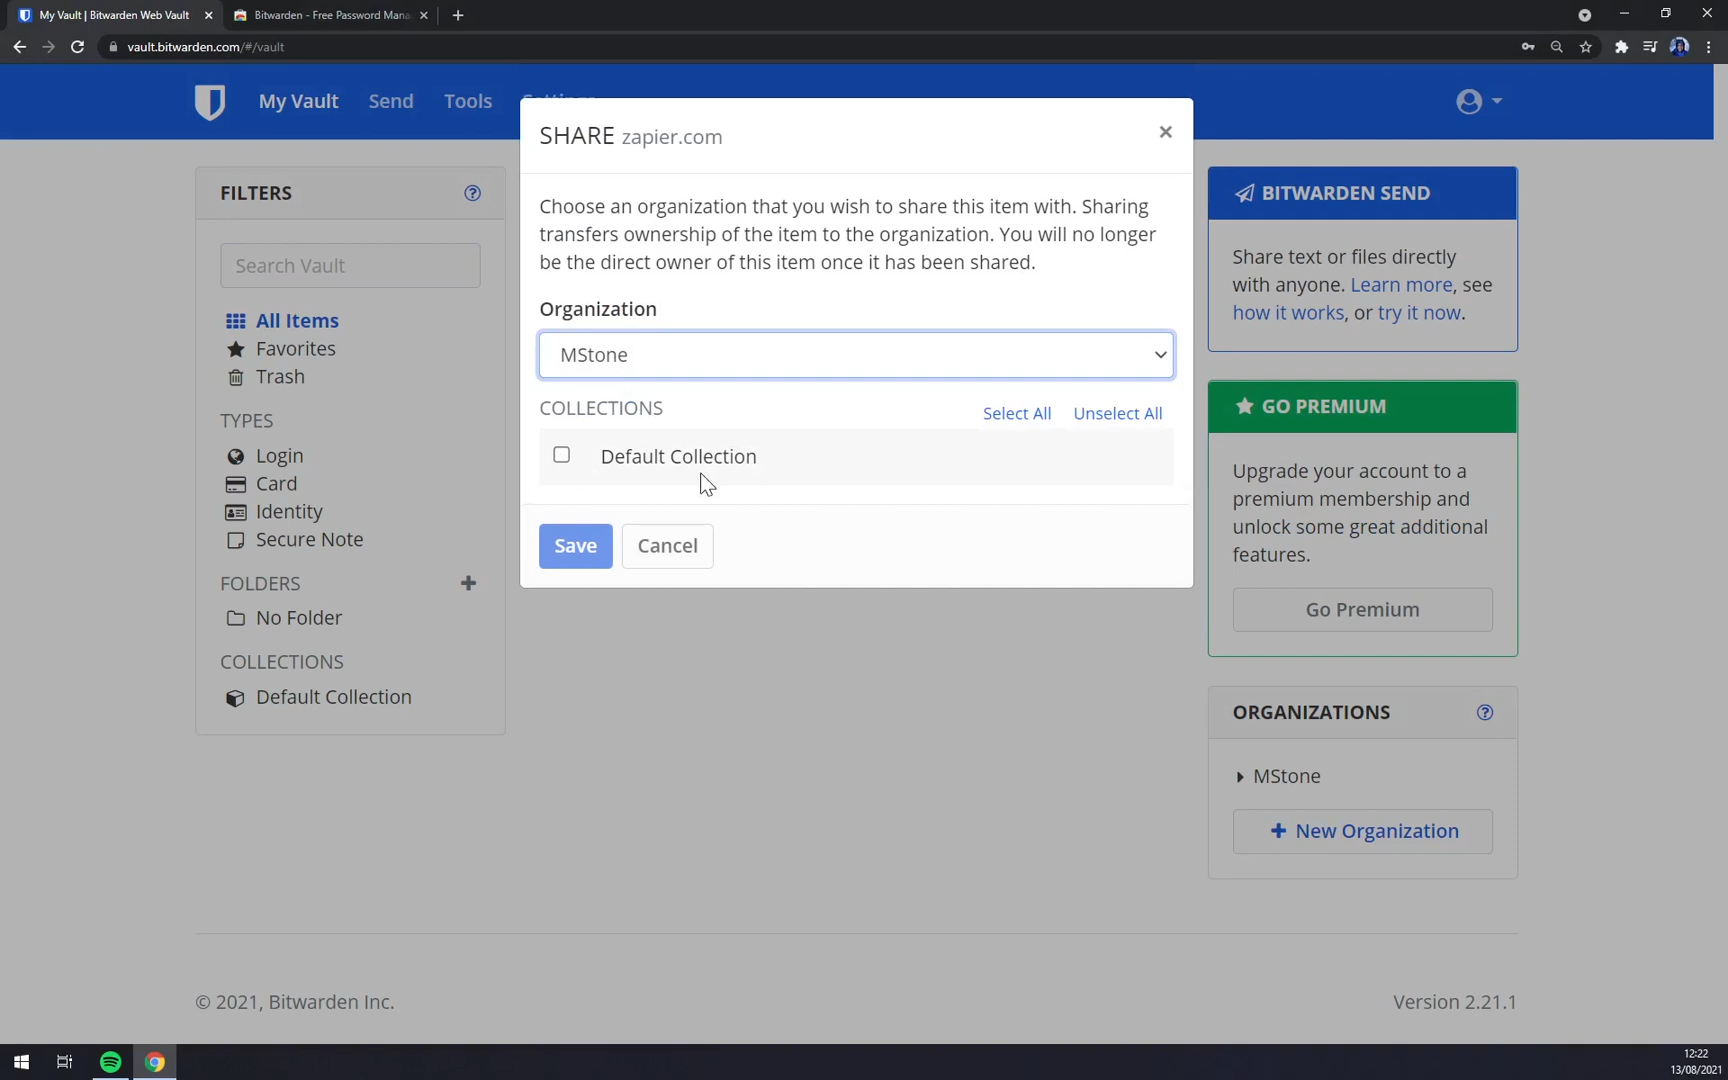 My Vault | Bitwarden Web Vault
Bitwarden - Free Password Mana
vault.bitwarden.com/#/vault
My Vault
Send
Tools
Settings
SHARE zapier.com
Choose an organization that you wish to share this item with. Sharing
transfers ownership of the item to the organization. You will no longer
be the direct owner of this item once it has been shared.
Organization
MStone
COLLECTIONS
Select All
Unselect All
Default Collection
Save
Cancel
FILTERS
Search Vault
All Items
Favorites
Trash
TYPES
Login
Card
Identity
Secure Note
FOLDERS
No Folder
COLLECTIONS
Default Collection
BITWARDEN SEND
Share text or files directly
with anyone. Learn more, see
how it works, or try it now.
GO PREMIUM
Upgrade your account to a
premium membership and
unlock some great additional
features.
Go Premium
ORGANIZATIONS
MStone
New Organization
© 2021, Bitwarden Inc.
Version 2.21.1
12:22
13/08/2021